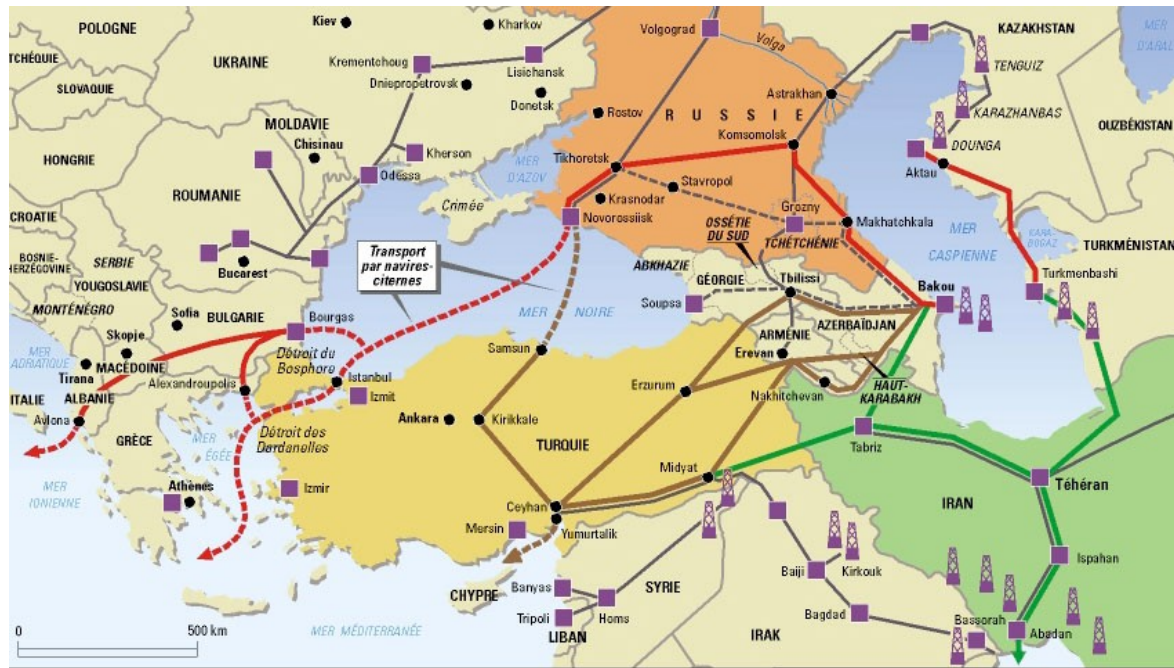 POLOGNE
TCHÉQUIE
SLOVAQUIE
HONGRIE
CROATIE
BOSNIE-
HERZÉGOVINE
SERBIE
YOUGOSLAVIE
MONTÉNÉGRO
Skopje
MACÉDOINE
MER
ADRIATIQUE
Tirana
ALBANIE
ITALIE
Avlona
MER
IONIENNE
GRÈCE
Athènes
MER
ÉGÉE
Kiev
UKRAINE
Krementchoug
Kharkov
Dniepropetrovsk
Lisichansk
Donetsk
MOLDAVIE
Chisinau
Kherson
Odessa
ROUMANIE
Bucarest
Sofia
BULGARIE
Bourgas
Alexandroupolis
Détroit du
Bosphore
Istanbul
Izmit
Détroit des
Dardanelles
Izmir
Crimée
MER
D'AZOV
Transport
par navires-
citernes
MER
NOIRE
Rostov
Volgograd
Volga
Astrakhan
RUSSIE
Komsomolsk
Tikhoretsk
Stavropol
Krasnodar
Novorossiisk
Grozny
OSSÉTIE
DU SUD
TCHÉTCHÉNIE
Makhatchkala
ABKHAZIE
GÉORGIE
Tbilissi
Soupsa
ARMÉNIE
AZERBAÏDJAN
Erevan
Bakou
HAUT-
KARABAKH
Nakhitchevan
KAZAKHSTAN
MER
D'ARAL
TENGUIZ
KARAZHANBAS
DOUNGA
OUZBÉKISTAN
Aktau
MER
CASPIENNE
KARA-
BOGAZ
TURKMÉNISTAN
Turkmenbashi
Samsun
Ankara
Kirikkale
Erzurum
TURQUIE
Midyat
Ceyhan
Mersin
Yumurtalik
Tabriz
Téhéran
IRAN
Ispahan
Abadan
Bassorah
CHYPRE
Banyas
Tripoli
LIBAN
Homs
SYRIE
Baiji
Kirkouk
Bagdad
IRAK
MER MÉDITERRANÉE
0
500 km